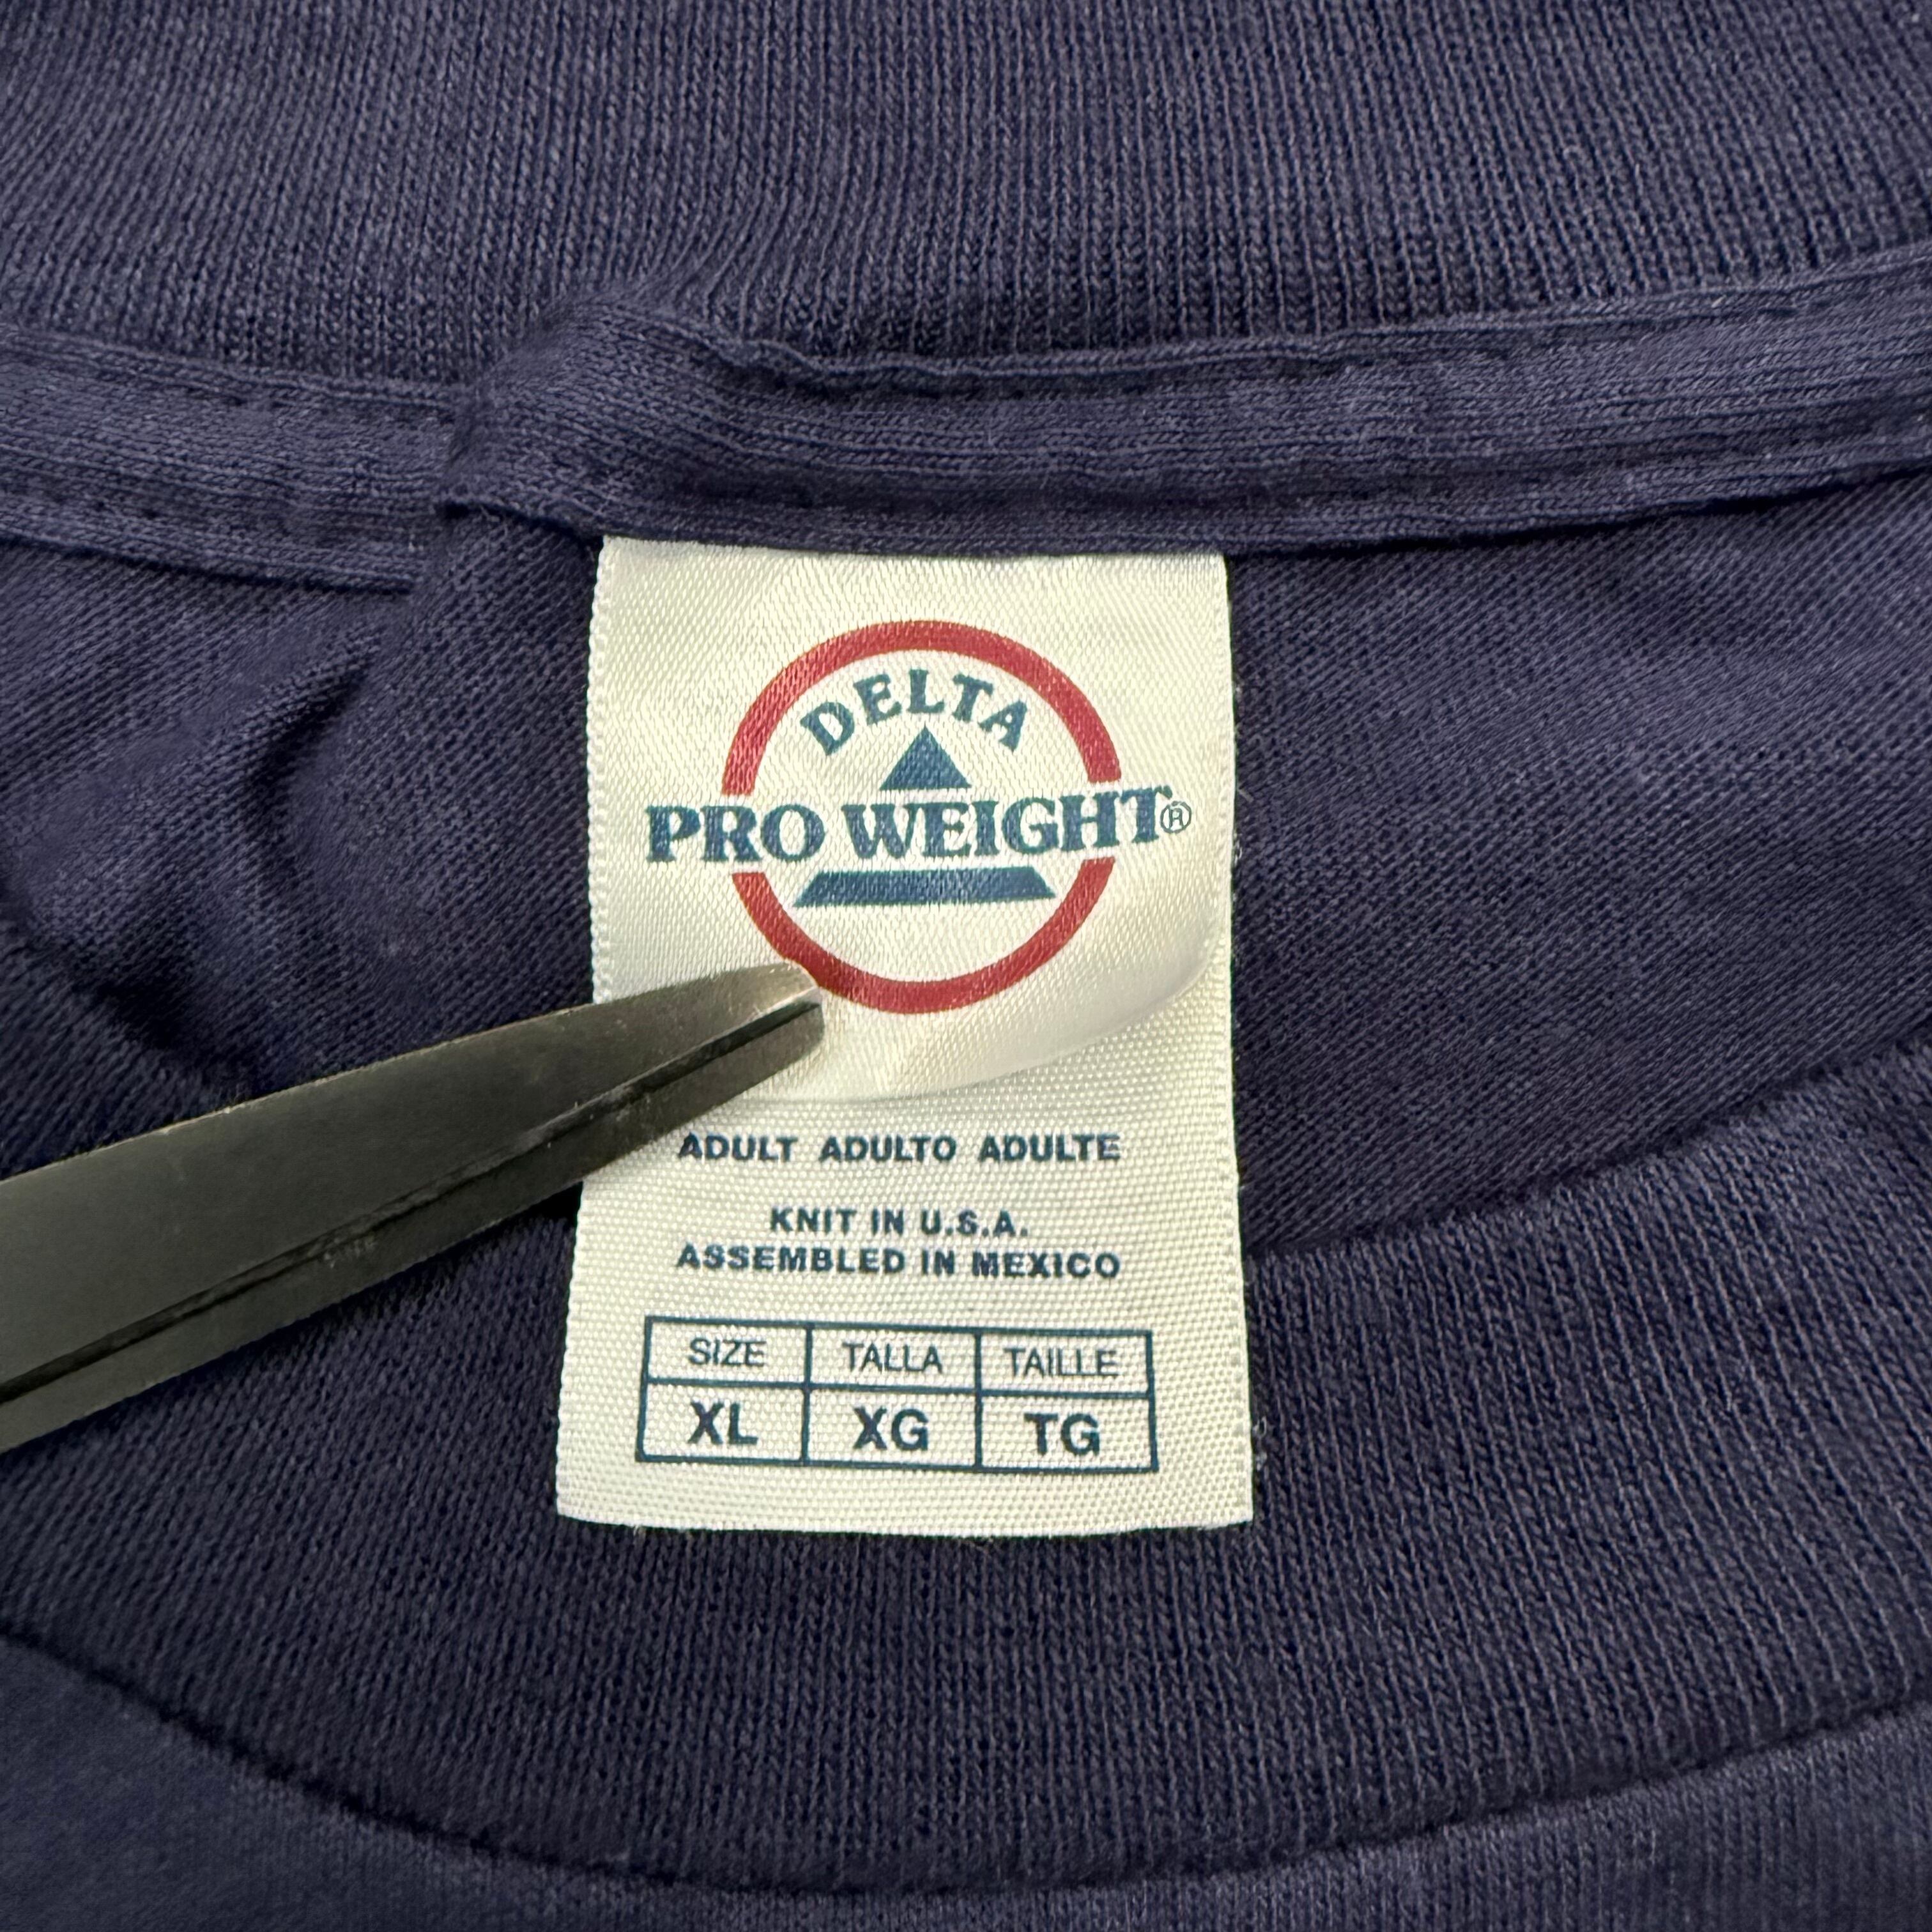 DELTA
PRO WEIGHT®
ADULT ADULTO ADULTE
KNIT IN U.S.A.
ASSEMBLED IN MEXICO
SIZE TALLA TAILLE
XL XG TG